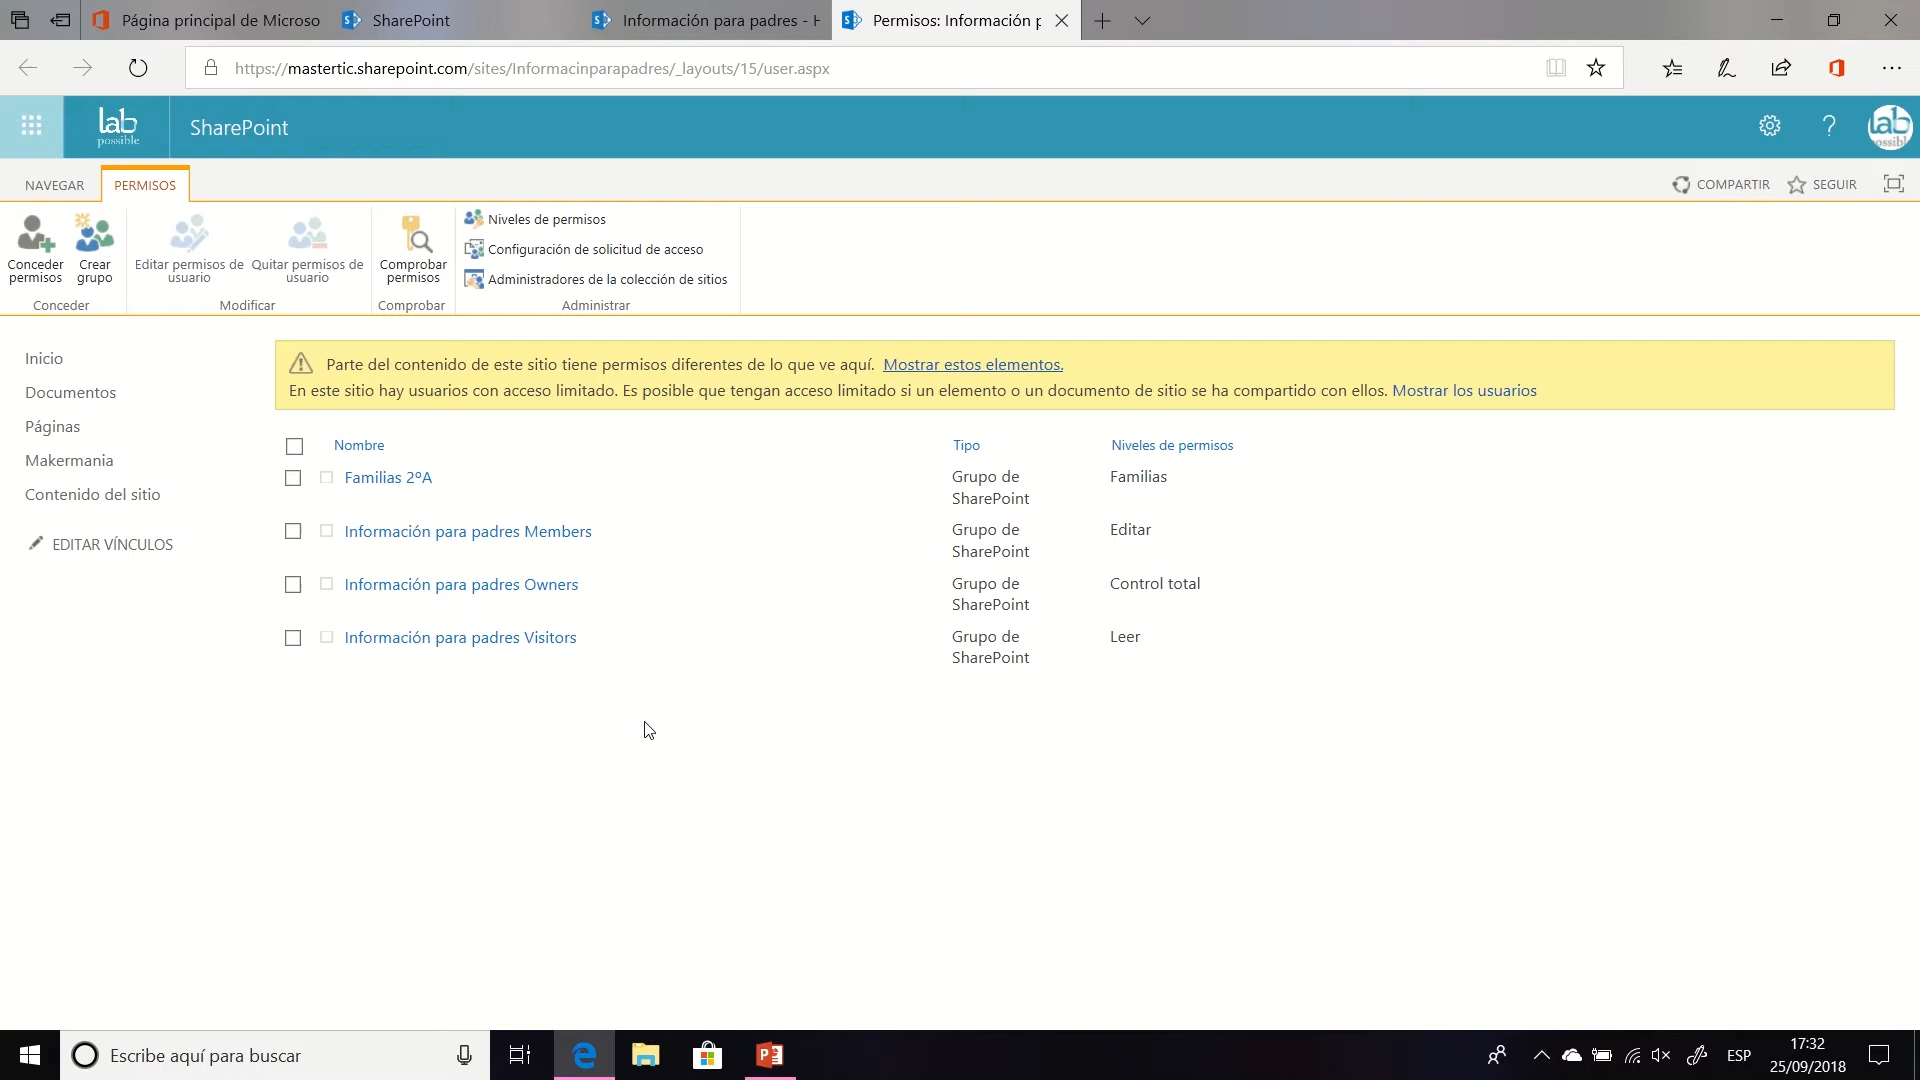 Página principal de Microso
SharePoint
Información para padres - H
Permisos: Información p
https://mastertic.sharepoint.com/sites/Informacinparapadres/_layouts/15/user.aspx
lab
possible
SharePoint
?
lab
ossibl
NAVEGAR
PERMISOS
COMPARTIR
SEGUIR
Conceder permisos
Crear grupo
Editar permisos de usuario
Quitar permisos de usuario
Comprobar permisos
Niveles de permisos
Configuración de solicitud de acceso
Administradores de la colección de sitios
Conceder
Modificar
Comprobar
Administrar
Inicio
Documentos
Páginas
Makermania
Contenido del sitio
EDITAR VÍNCULOS
Parte del contenido de este sitio tiene permisos diferentes de lo que ve aquí. Mostrar estos elementos.
En este sitio hay usuarios con acceso limitado. Es posible que tengan acceso limitado si un elemento o un documento de sitio se ha compartido con ellos. Mostrar los usuarios
Nombre Tipo Niveles de permisos
Familias 2ºA Grupo de Familias
SharePoint
Información para padres Members Grupo de Editar
SharePoint
Información para padres Owners Grupo de Control total
SharePoint
Información para padres Visitors Grupo de Leer
SharePoint
Escribe aquí para buscar
ESP
17:32
25/09/2018